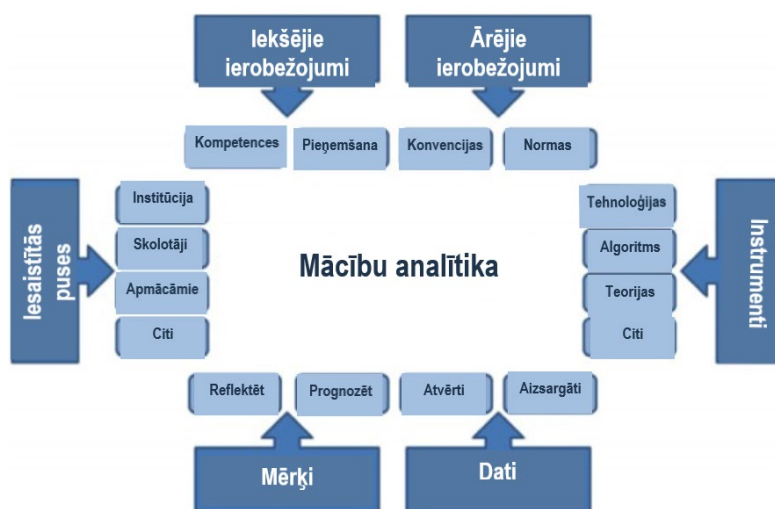 Iekšējie
ierobežojumi
Ārējie
ierobežojumi
Kompetences
Pieņemšana
Konvencijas
Normas
Iesaistītās
puses
Institūcija
Skolotāji
Apmācāmie
Citi
Mācību analītika
Tehnoloģijas
Algoritms
Teorijas
Citi
Instrumenti
Reflektēt
Prognozēt
Atvērti
Aizsargāti
Mērķi
Dati